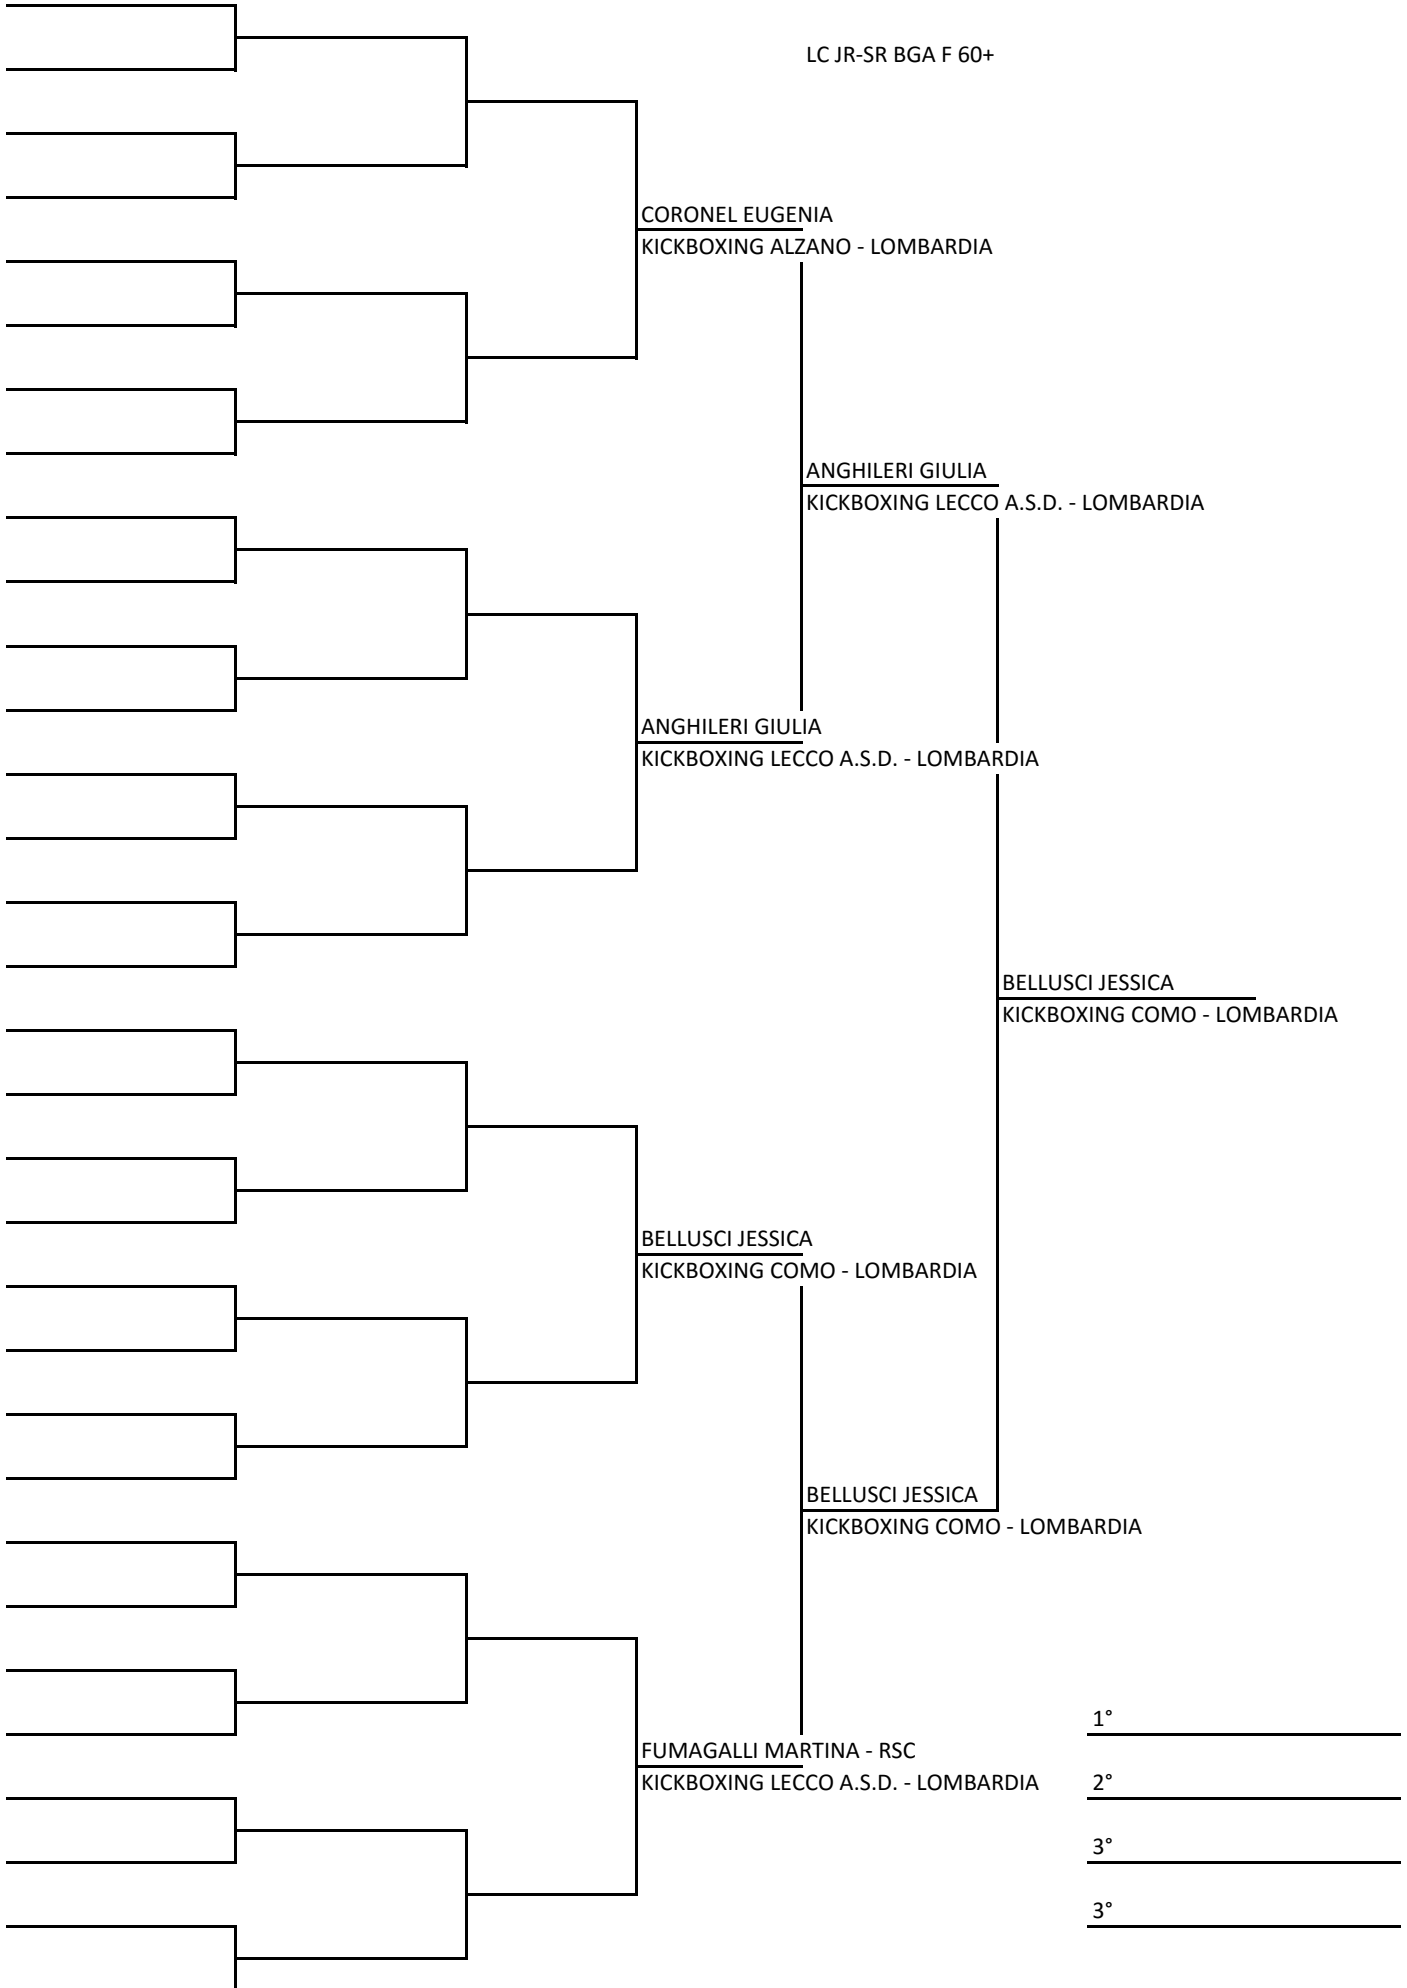 LC JR-SR BGA F 60+
CORONEL EUGENIA
KICKBOXING ALZANO - LOMBARDIA
ANGHILERI GIULIA
KICKBOXING LECCO A.S.D. - LOMBARDIA
ANGHILERI GIULIA
KICKBOXING LECCO A.S.D. - LOMBARDIA
BELLUSCI JESSICA
KICKBOXING COMO - LOMBARDIA
BELLUSCI JESSICA
KICKBOXING COMO - LOMBARDIA
BELLUSCI JESSICA
KICKBOXING COMO - LOMBARDIA
1°
FUMAGALLI MARTINA - RSC
KICKBOXING LECCO A.S.D. - LOMBARDIA
2°
3°
3°